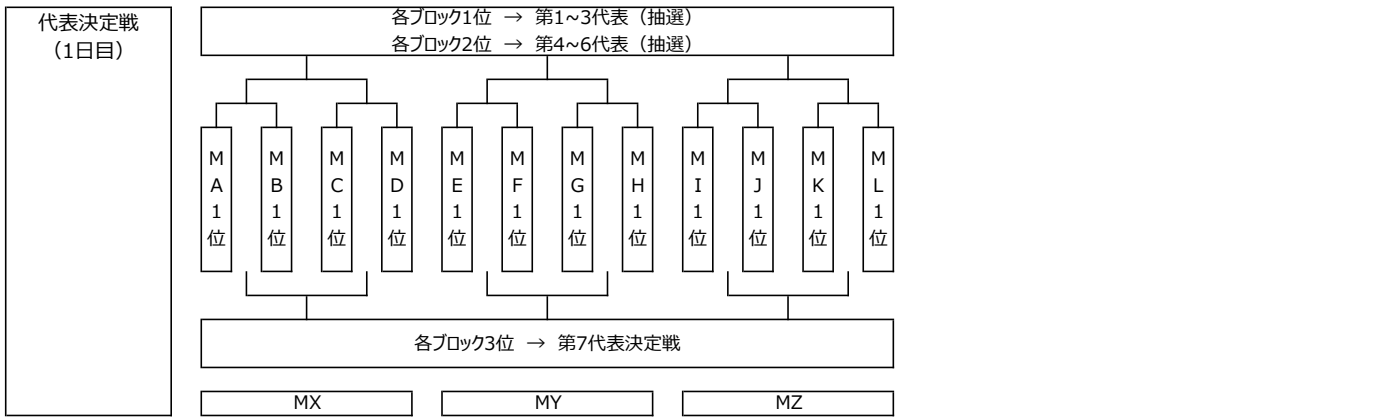 代表決定戦
（1日目）
各ブロック1位 → 第1~3代表（抽選）
各ブロック2位 → 第4~6代表（抽選）
MA1位
MB1位
MC1位
MD1位
ME1位
MF1位
MG1位
MH1位
MI1位
MJ1位
MK1位
ML1位
各ブロック3位 → 第7代表決定戦
MX
MY
MZ